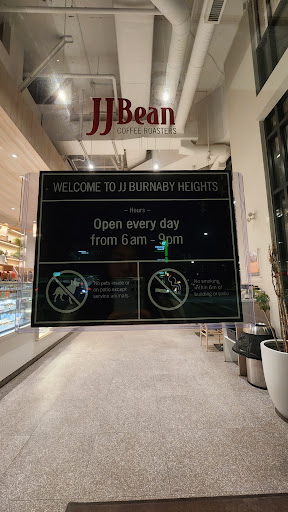 JJBean
COFFEE ROASTERS
WELCOME TO JJ BURNABY HEIGHTS
– Hours –
Open every day
from 6am - 9pm
No pets inside or
on patio except
service animals
No smoking
within 6m of
building or patio